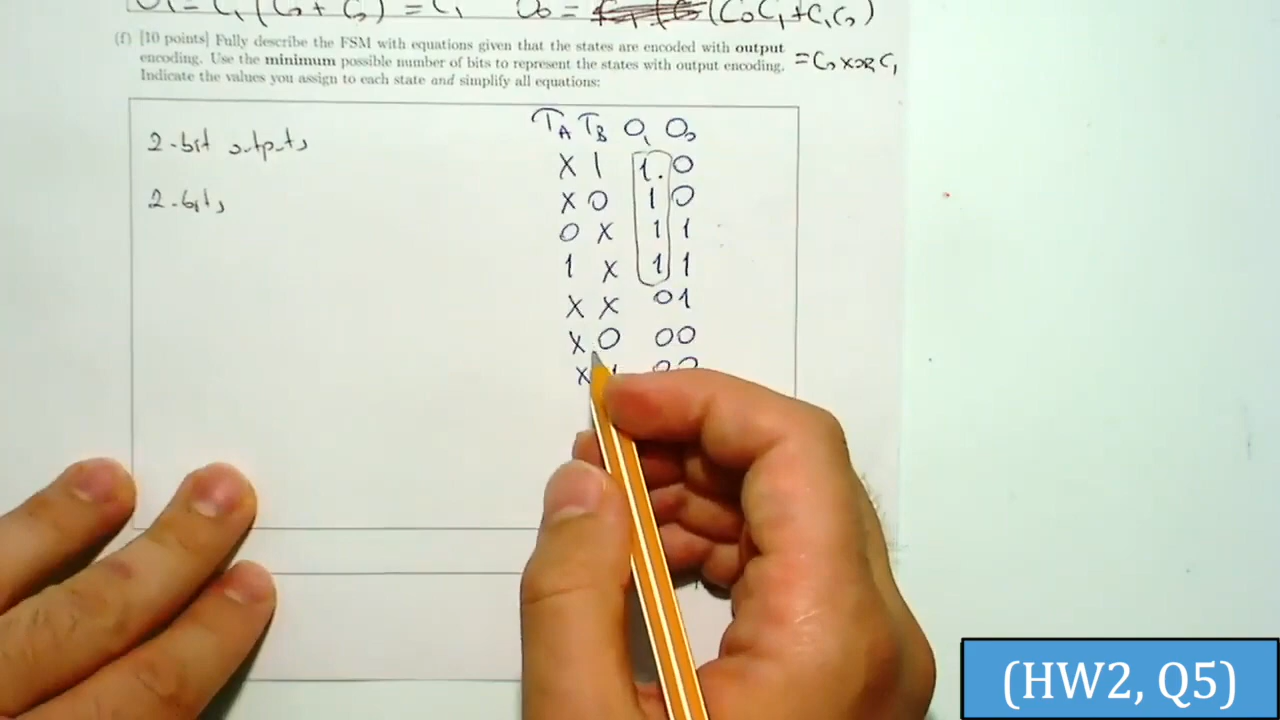 (f) [10 points] Fully describe the FSM with equations given that the states are encoded with output
encoding. Use the minimum possible number of bits to represent the states with output encoding.
Indicate the values you assign to each state and simplify all equations:
= C₀ XOR C₁
2-bit outputs
2-bits
T_A T_B O₁ O₀
X 1 1 0
X 0 1 0
0 X 1 1
1 X 1 1
X X 0 1
X 0 0 0
X
(HW2, Q5)